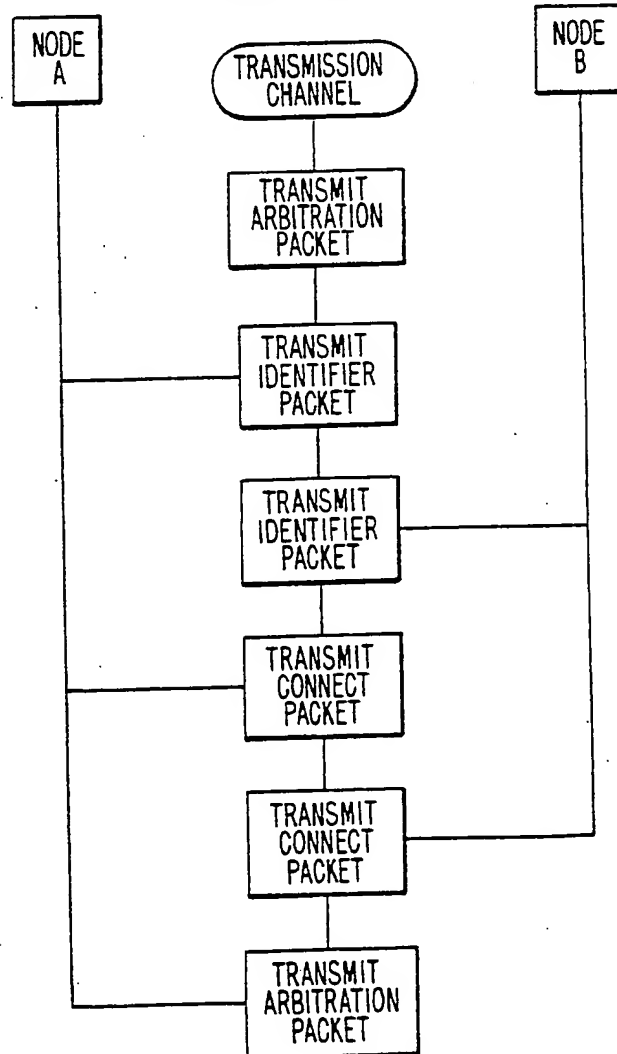 NODE
A
TRANSMISSION
CHANNEL
NODE
B
TRANSMIT
ARBITRATION
PACKET
TRANSMIT
IDENTIFIER
PACKET
TRANSMIT
IDENTIFIER
PACKET
TRANSMIT
CONNECT
PACKET
TRANSMIT
CONNECT
PACKET
TRANSMIT
ARBITRATION
PACKET